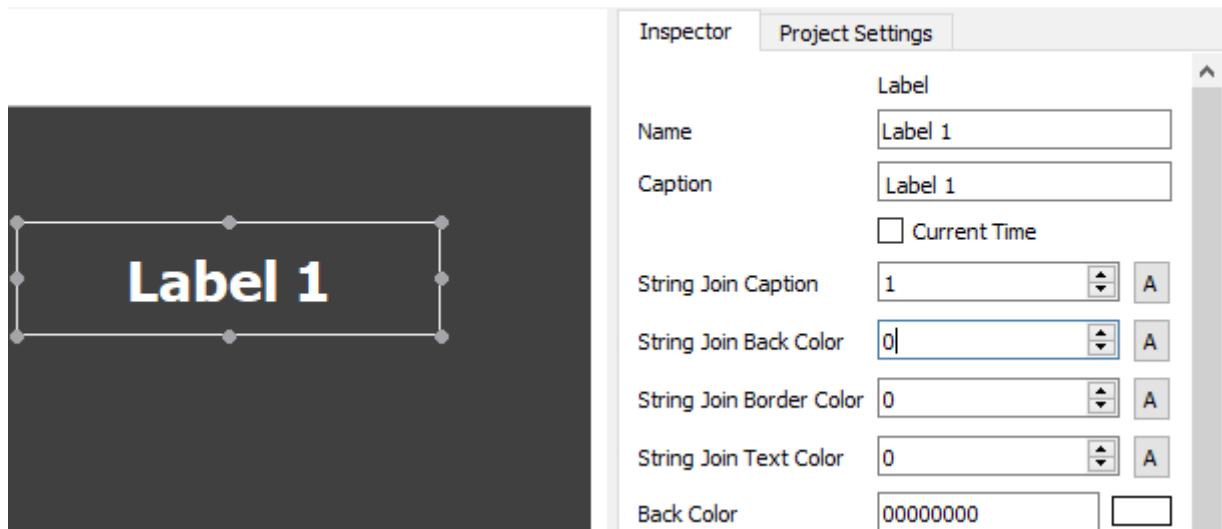 Inspector Project Settings
Label
Name Label 1
Caption Label 1
Current Time
Label 1
String Join Caption 1 A
String Join Back Color 0 A
String Join Border Color 0 A
String Join Text Color 0 A
Back Color 00000000